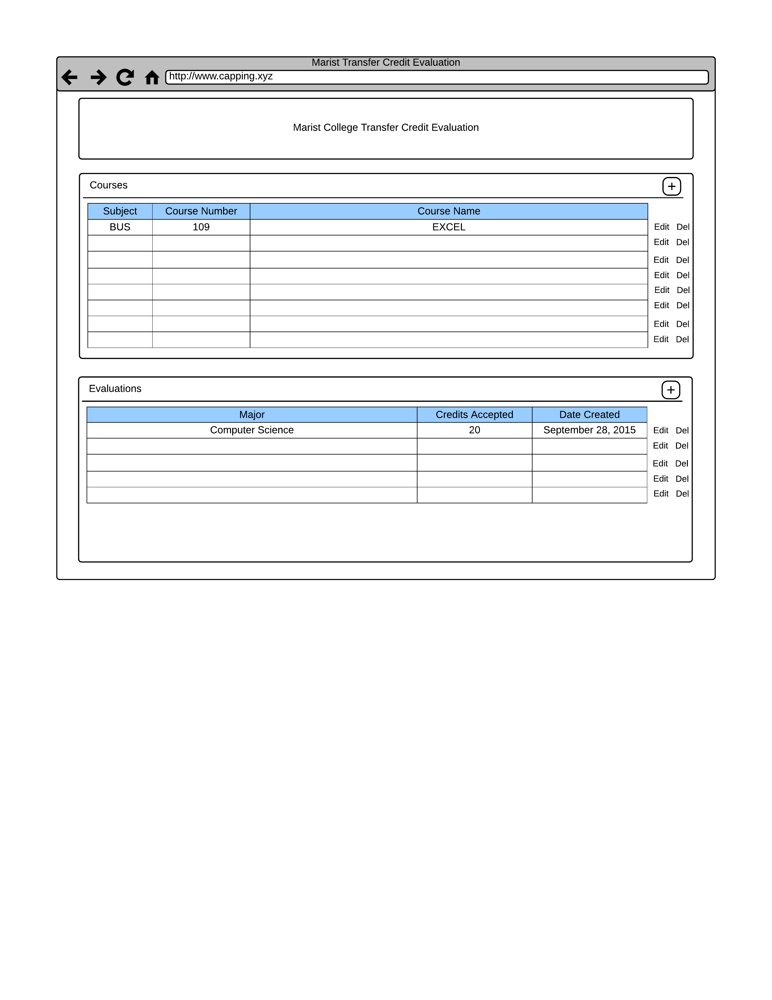 Marist Transfer Credit Evaluation
http://www.capping.xyz
Marist College Transfer Credit Evaluation
Courses +
Subject Course Number Course Name
BUS 109 EXCEL Edit Del
Edit Del
Edit Del
Edit Del
Edit Del
Edit Del
Edit Del
Edit Del
Evaluations +
Major Credits Accepted Date Created
Computer Science 20 September 28, 2015 Edit Del
Edit Del
Edit Del
Edit Del
Edit Del